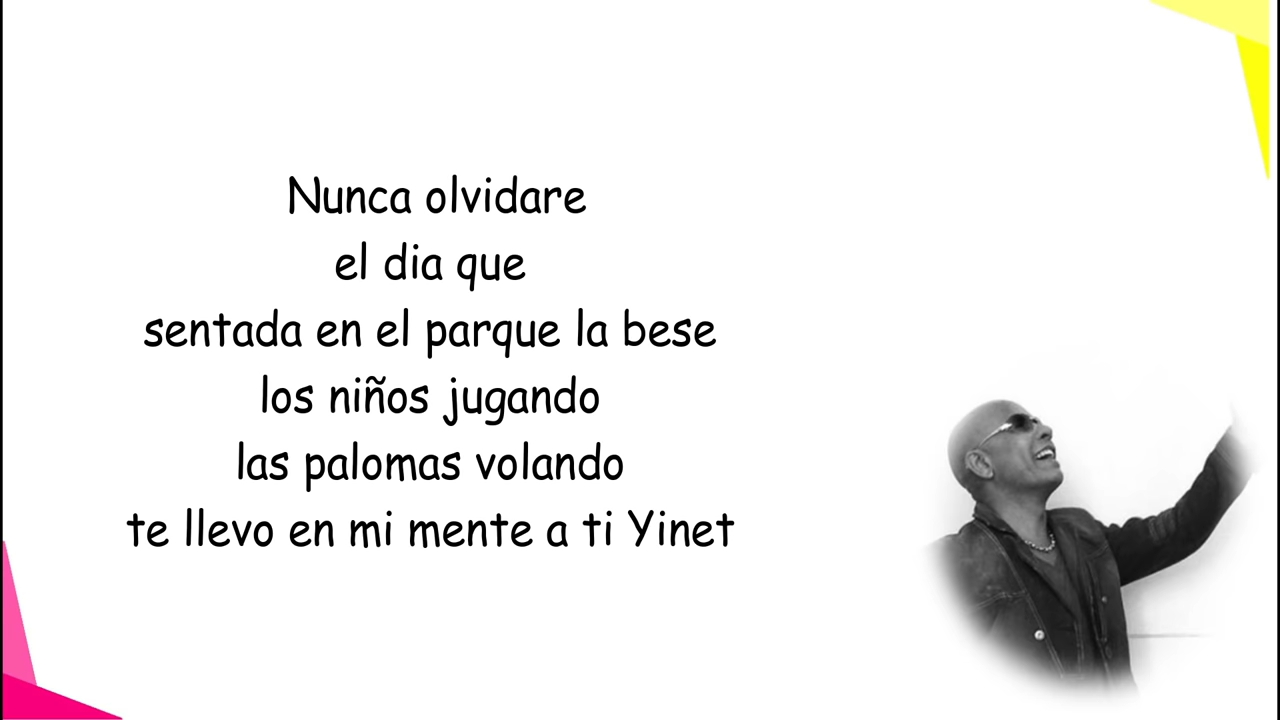 Nunca olvidare
el dia que
sentada en el parque la bese
los niños jugando
las palomas volando
te llevo en mi mente a ti Yinet